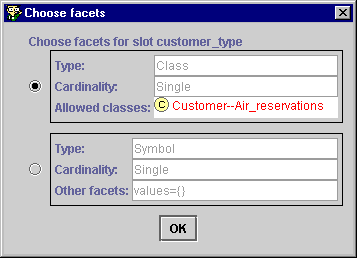 Choose facets
Choose facets for slot customer_type
Type: Class
Cardinality: Single
Allowed classes: C Customer--Air_reservations
Type: Symbol
Cardinality: Single
Other facets: values={}
OK